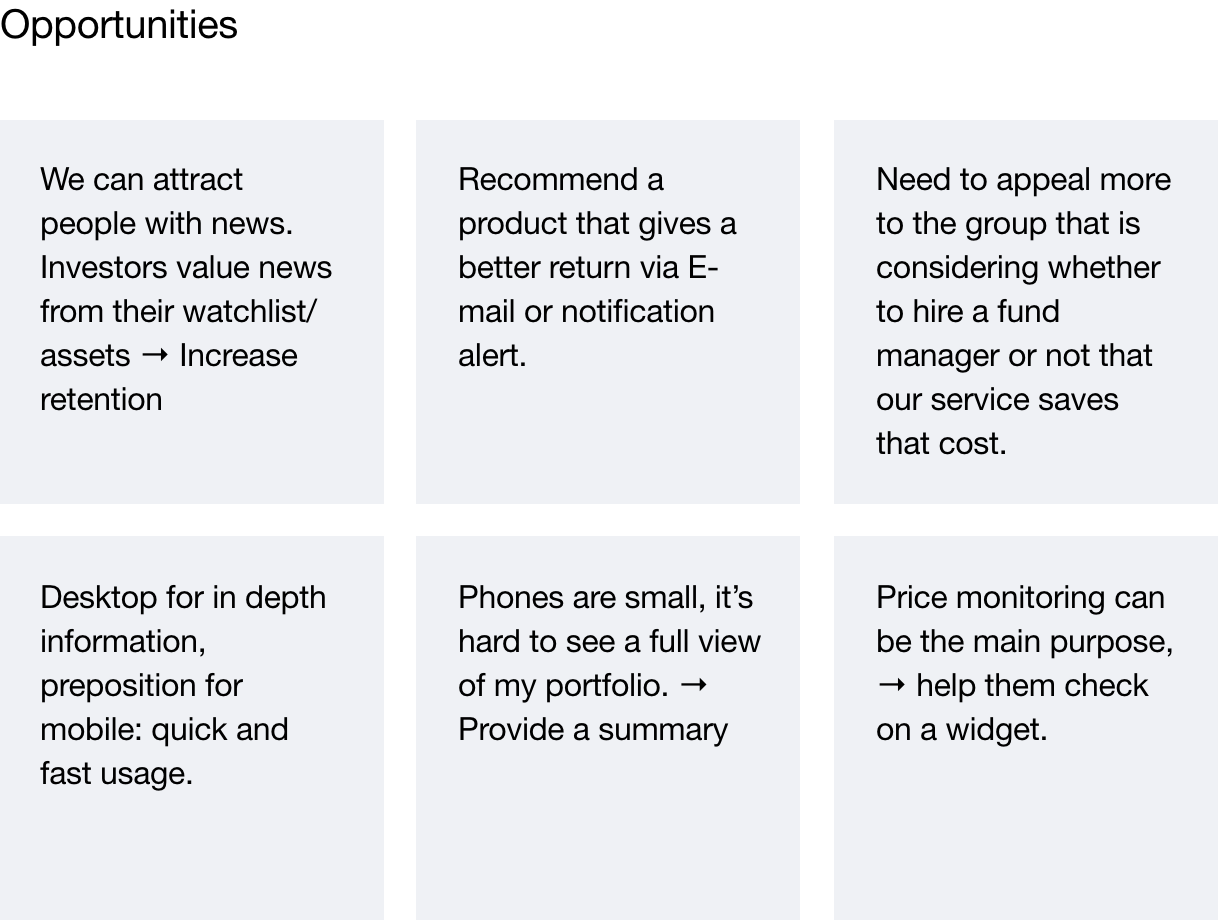 Opportunities
We can attract
people with news.
Investors value news
from their watchlist/
assets → Increase
retention
Recommend a
product that gives a
better return via E-
mail or notification
alert.
Need to appeal more
to the group that is
considering whether
to hire a fund
manager or not that
our service saves
that cost.
Desktop for in depth
information,
preposition for
mobile: quick and
fast usage.
Phones are small, it’s
hard to see a full view
of my portfolio. →
Provide a summary
Price monitoring can
be the main purpose,
→ help them check
on a widget.